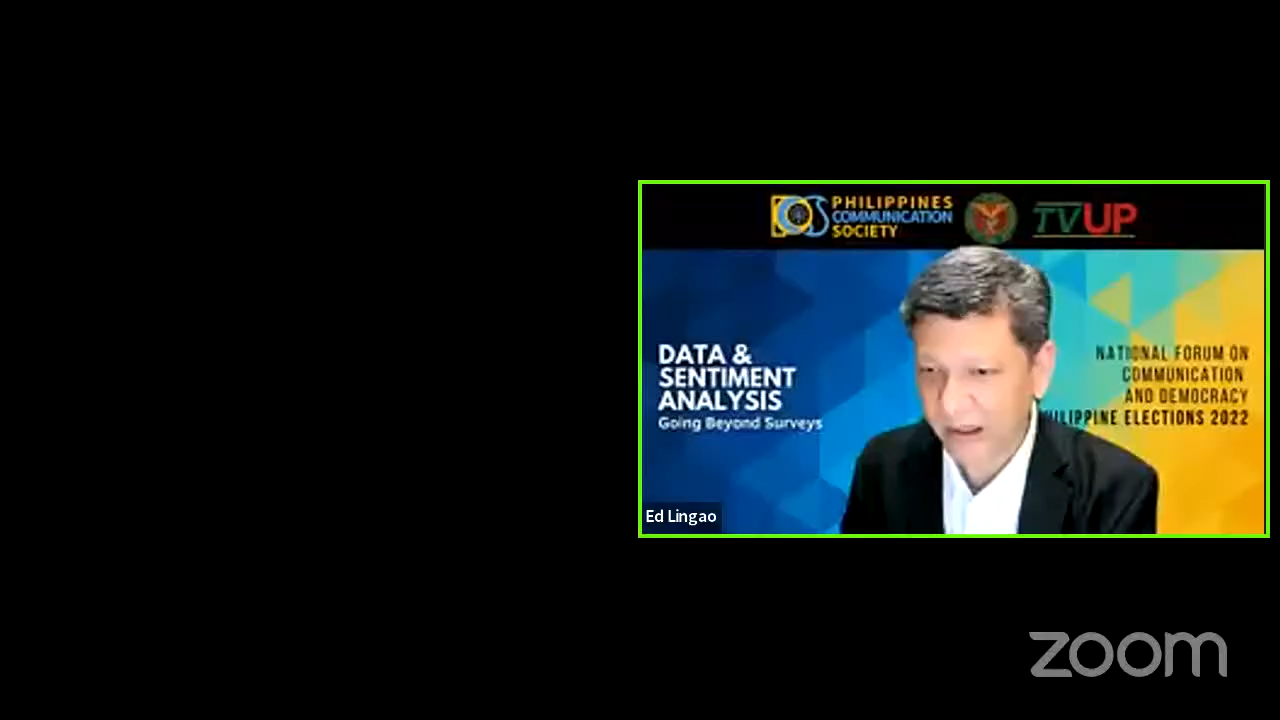 PHILIPPINES
COMMUNICATION
SOCIETY
TVUP
DATA &
SENTIMENT
ANALYSIS
Going Beyond Surveys
NATIONAL FORUM ON
COMMUNICATION
AND DEMOCRACY
ILIPPINE ELECTIONS 2022
Ed Lingao
zoom